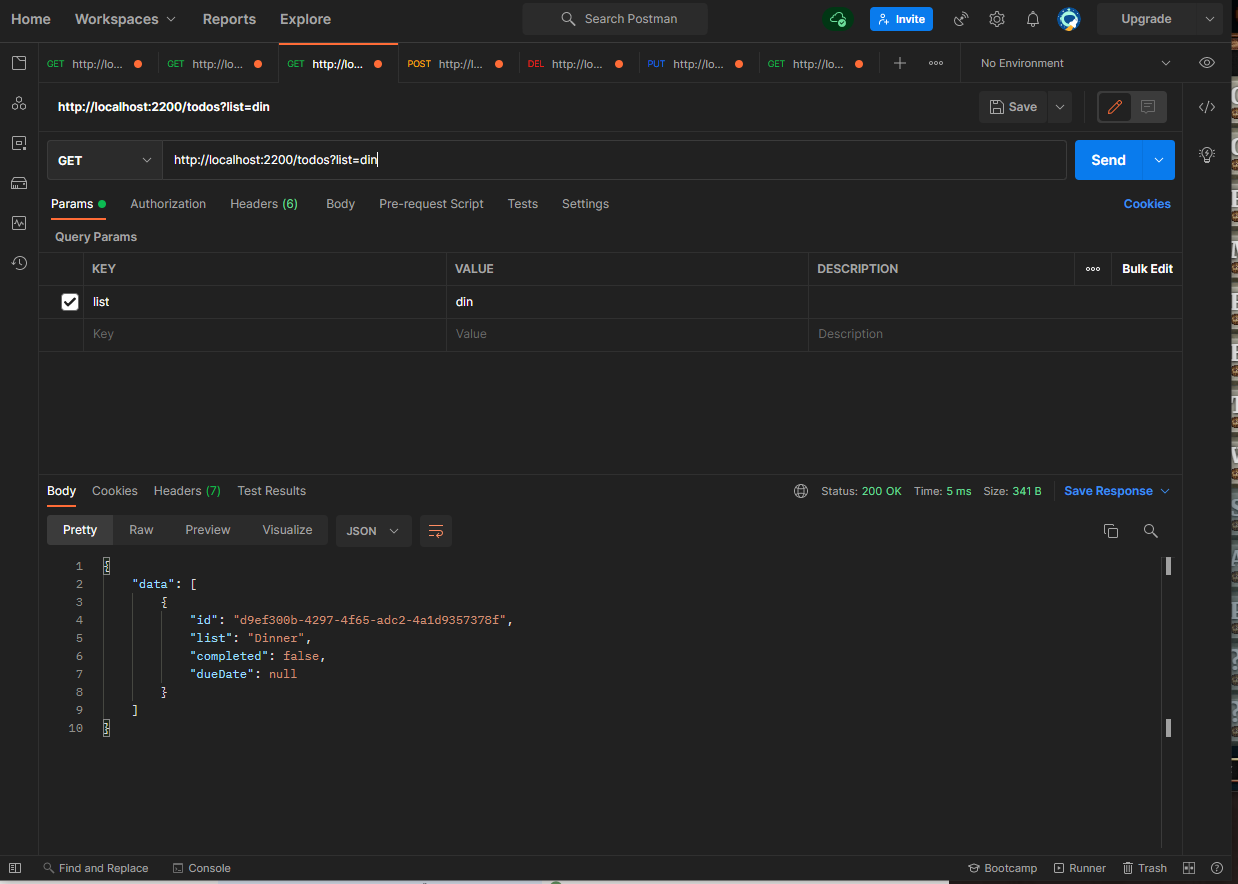 Home Workspaces Reports Explore Search Postman Invite Upgrade
GET http://lo... GET http://lo... GET http://lo... POST http://l... DEL http://lo... PUT http://lo... GET http://lo... No Environment
http://localhost:2200/todos?list=din Save
GET http://localhost:2200/todos?list=din Send
Params Authorization Headers (6) Body Pre-request Script Tests Settings Cookies
Query Params
KEY VALUE DESCRIPTION Bulk Edit
list din
Key Value Description
Body Cookies Headers (7) Test Results Status: 200 OK Time: 5 ms Size: 341 B Save Response
Pretty Raw Preview Visualize JSON
1 {
2 "data": [
3 {
4 "id": "d9ef300b-4297-4f65-adc2-4a1d9357378f",
5 "list": "Dinner",
6 "completed": false,
7 "dueDate": null
8 }
9 ]
10 }
Find and Replace Console Bootcamp Runner Trash